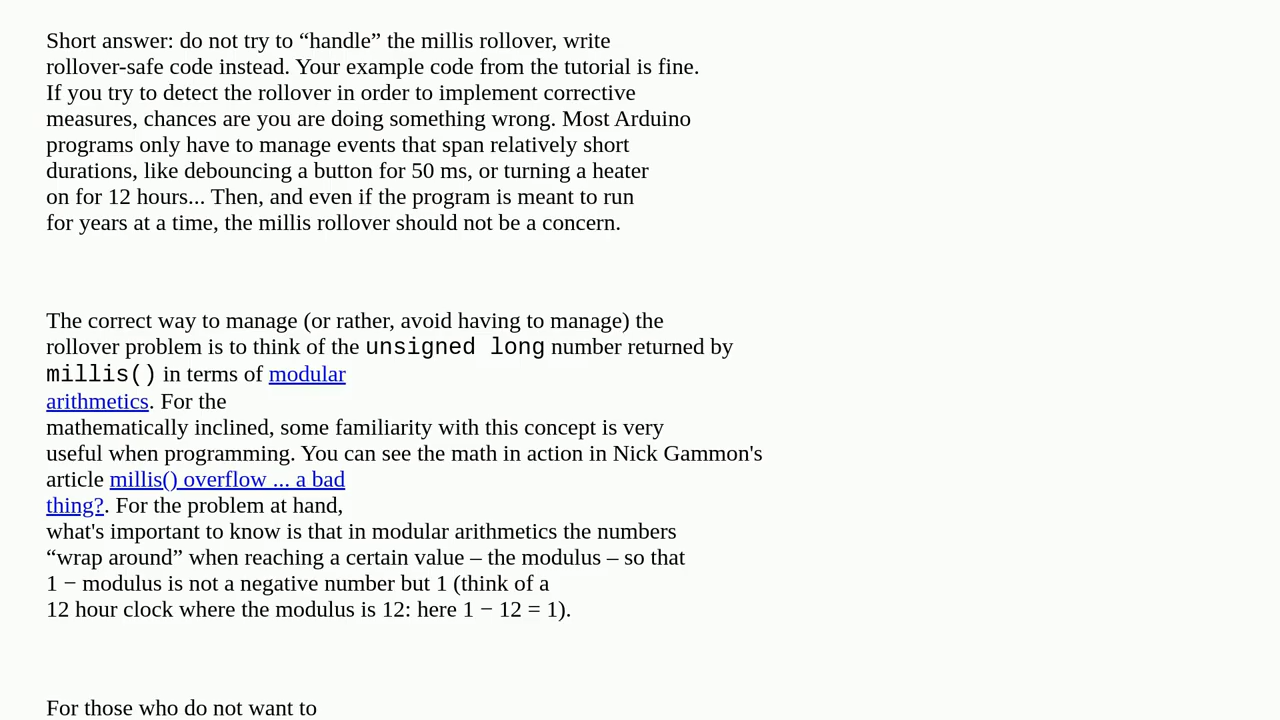 Short answer: do not try to “handle” the millis rollover, write
rollover-safe code instead. Your example code from the tutorial is fine.
If you try to detect the rollover in order to implement corrective
measures, chances are you are doing something wrong. Most Arduino
programs only have to manage events that span relatively short
durations, like debouncing a button for 50 ms, or turning a heater
on for 12 hours... Then, and even if the program is meant to run
for years at a time, the millis rollover should not be a concern.
The correct way to manage (or rather, avoid having to manage) the
rollover problem is to think of the unsigned long number returned by
millis() in terms of modular
arithmetics. For the
mathematically inclined, some familiarity with this concept is very
useful when programming. You can see the math in action in Nick Gammon's
article millis() overflow ... a bad
thing?. For the problem at hand,
what's important to know is that in modular arithmetics the numbers
“wrap around” when reaching a certain value – the modulus – so that
1 − modulus is not a negative number but 1 (think of a
12 hour clock where the modulus is 12: here 1 − 12 = 1).
For those who do not want to